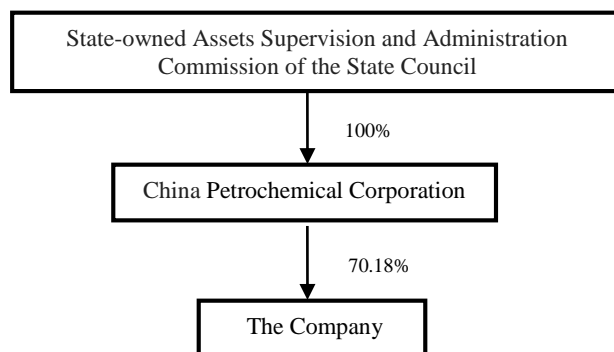 State-owned Assets Supervision and Administration
Commission of the State Council
100%
China Petrochemical Corporation
70.18%
The Company